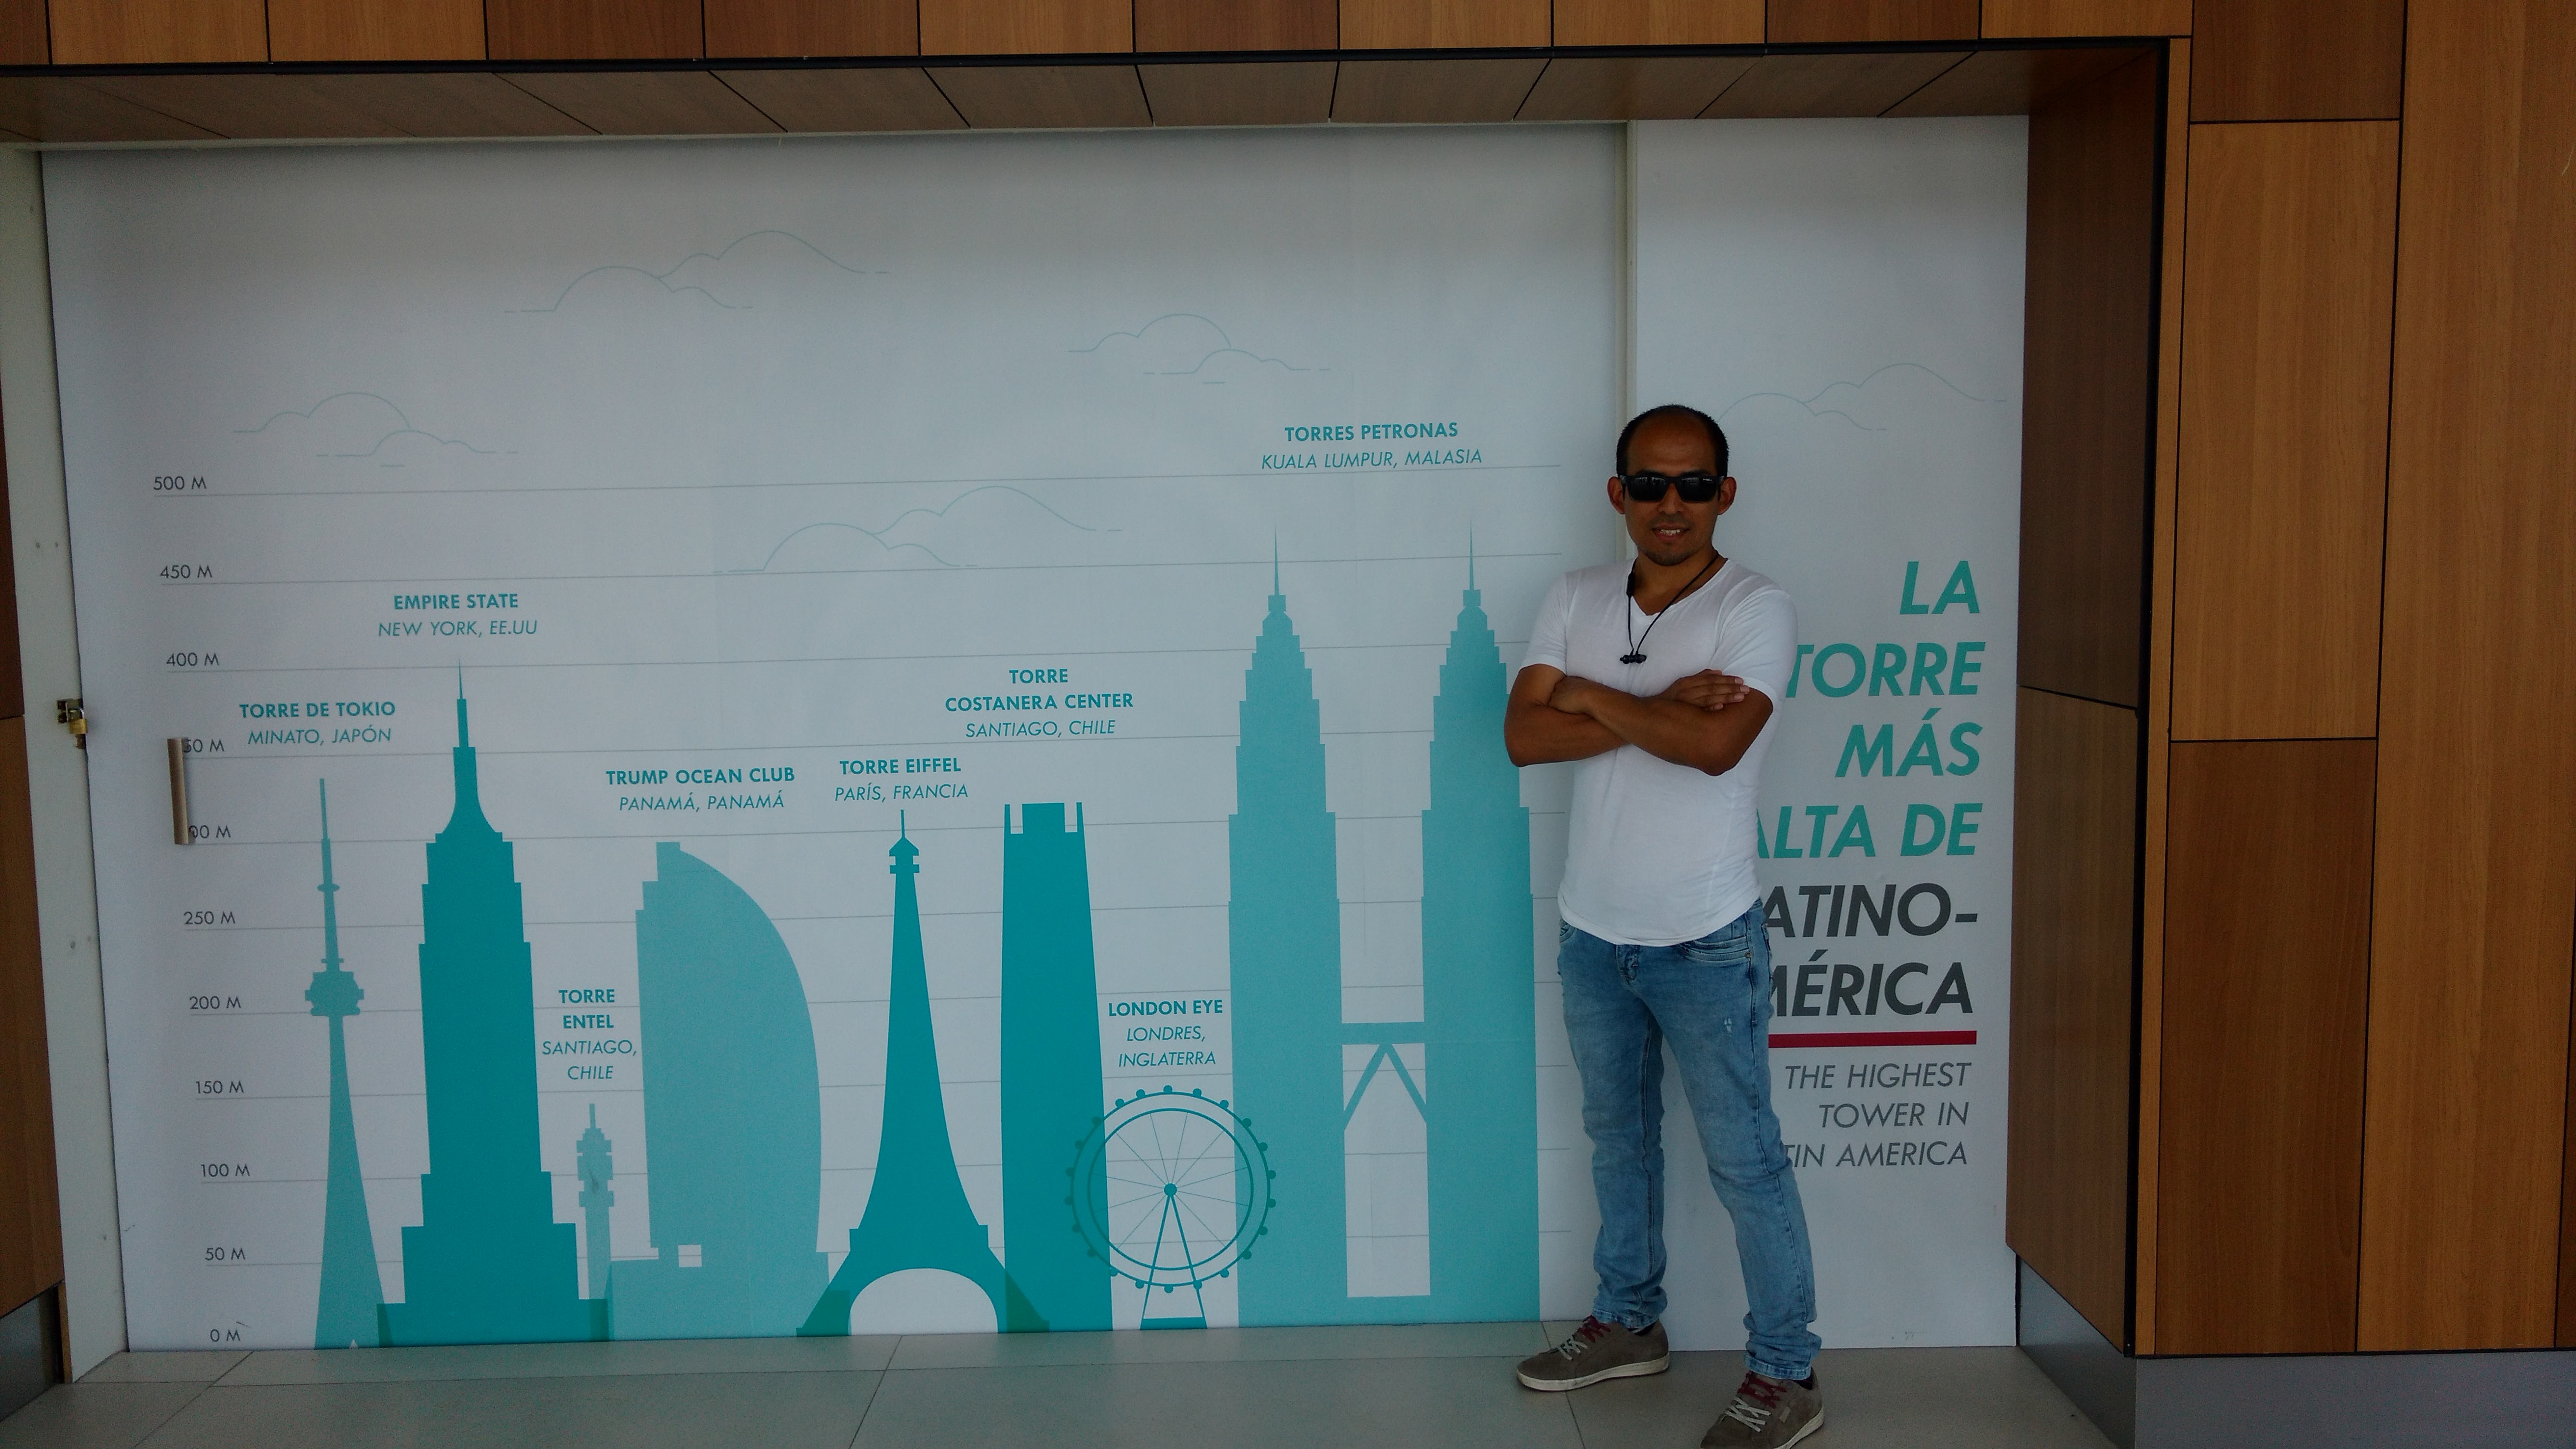 500 M
450 M
400 M
50 M
00 M
250 M
200 M
150 M
100 M
50 M
0 M
TORRE DE TOKIO
MINATO, JAPÓN
EMPIRE STATE
NEW YORK, EE.UU
TORRE
ENTEL
SANTIAGO,
CHILE
TRUMP OCEAN CLUB
PANAMÁ, PANAMÁ
TORRE EIFFEL
PARÍS, FRANCIA
TORRE
COSTANERA CENTER
SANTIAGO, CHILE
LONDON EYE
LONDRES,
INGLATERRA
TORRES PETRONAS
KUALA LUMPUR, MALASIA
LA
TORRE
MÁS
ALTA DE
ATINO-
MÉRICA
THE HIGHEST
TOWER IN
TIN AMERICA